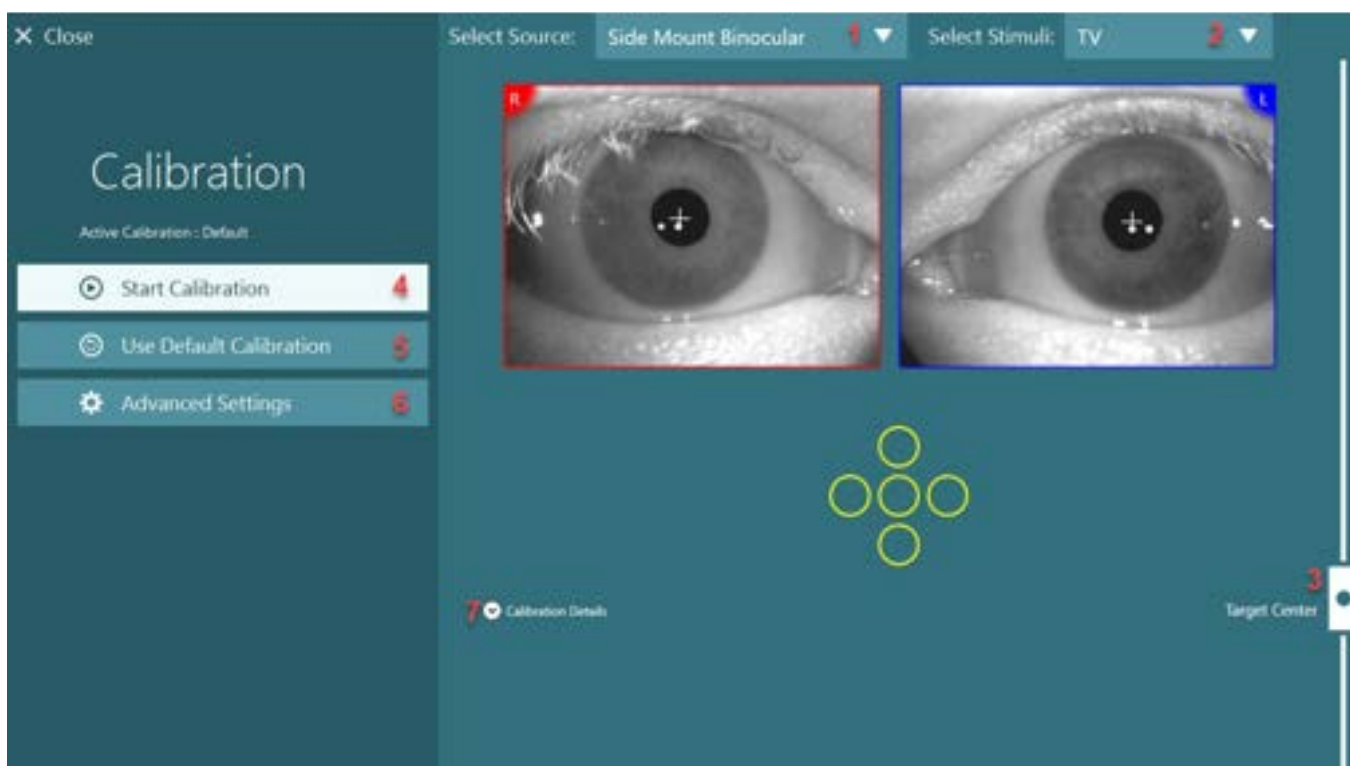 Close
Select Source: Side Mount Binocular 1 Select Stimuli: TV 2
R
L
Calibration
Active Calibration : Default
Start Calibration 4
Use Default Calibration 5
Advanced Settings 6
3
7 Calibration Details
Target Center